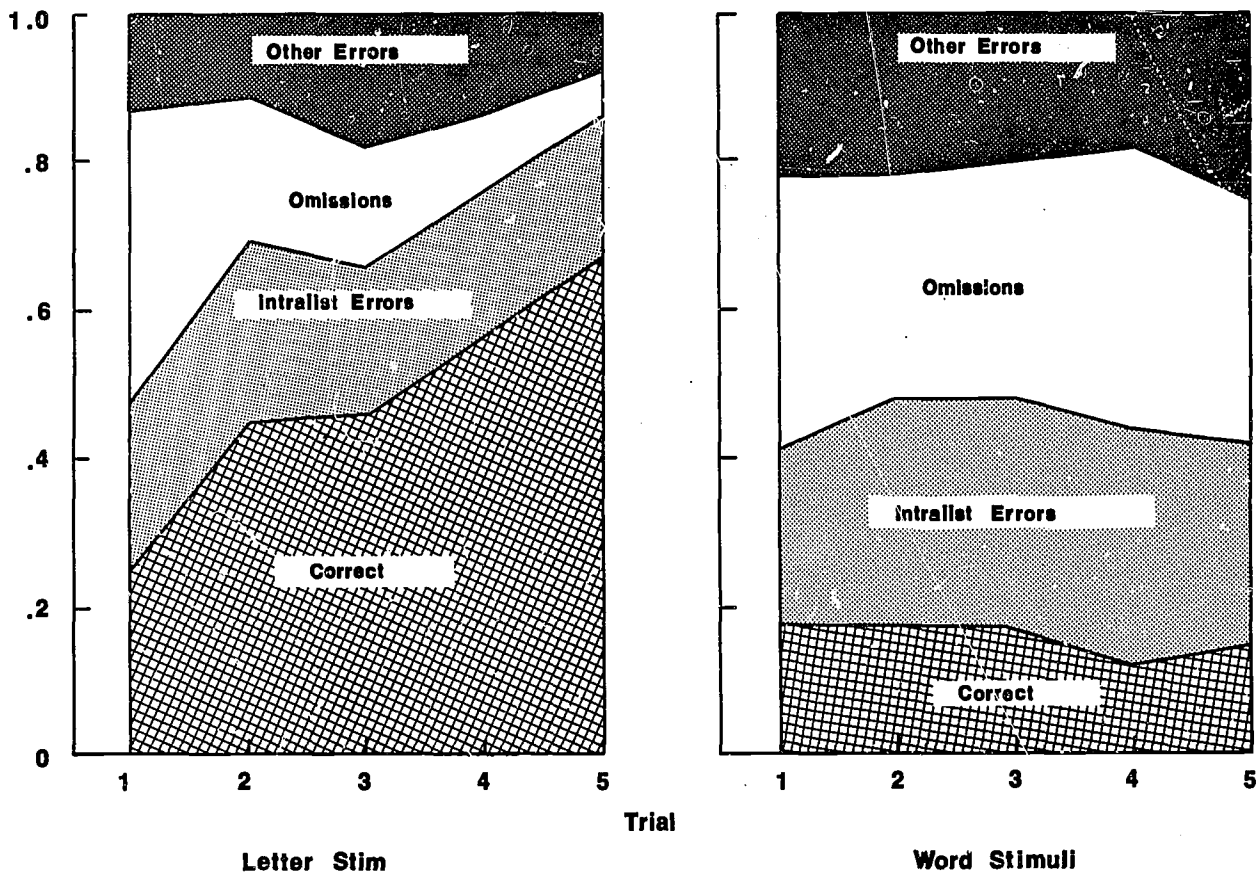 1.0
.8
.6
.4
.2
0
Other Errors
Omissions
Intralist Errors
Correct
1 2 3 4 5
Letter Stim
Other Errors
Omissions
Intralist Errors
Correct
1 2 3 4 5
Word Stimuli
Trial